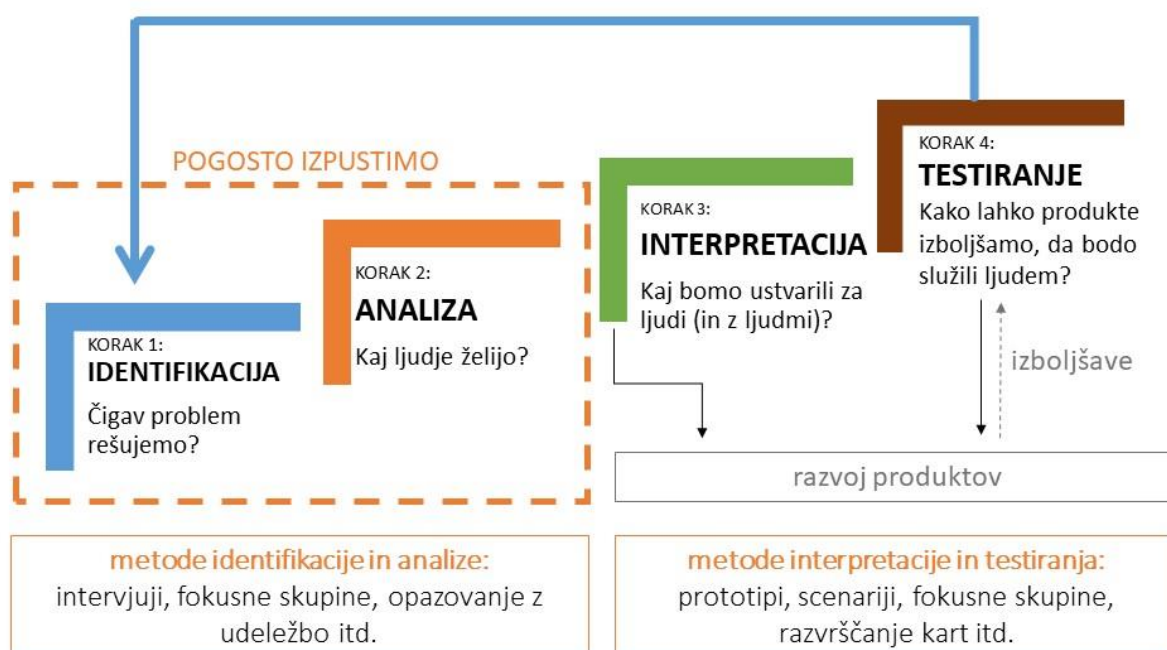 POGOSTO IZPUSTIMO
KORAK 1:
IDENTIFIKACIJA
Čigav problem
rešujemo?
KORAK 2:
ANALIZA
Kaj ljudje želijo?
KORAK 3:
INTERPRETACIJA
Kaj bomo ustvarili za
ljudi (in z ljudmi)?
KORAK 4:
TESTIRANJE
Kako lahko produkte
izboljšamo, da bodo
služili ljudem?
izboljšave
razvoj produktov
metode identifikacije in analize:
intervjuji, fokusne skupine, opazovanje z
udeležbo itd.
metode interpretacije in testiranja:
prototipi, scenariji, fokusne skupine,
razvrščanje kart itd.